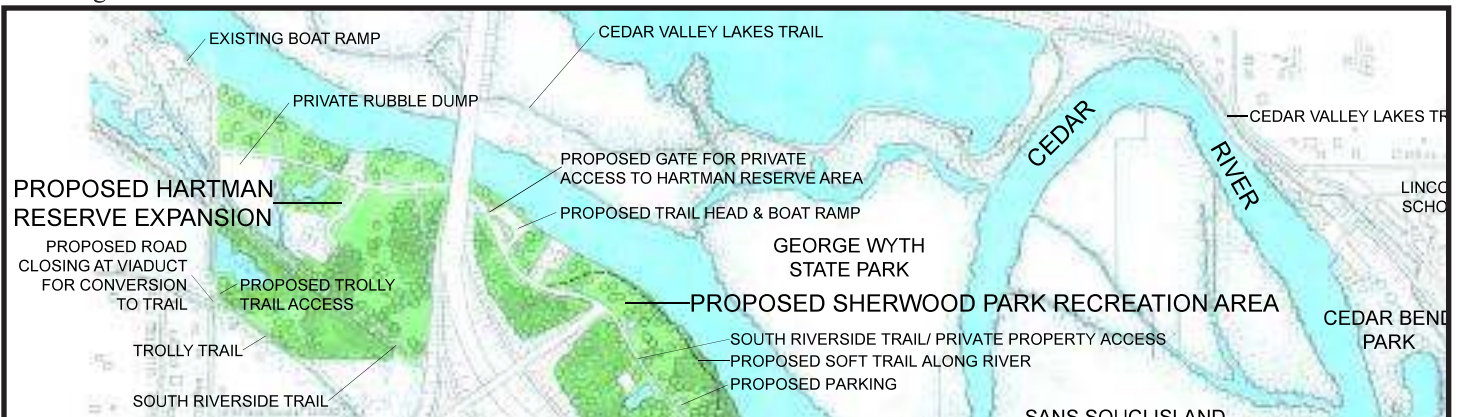 EXISTING BOAT RAMP
CEDAR VALLEY LAKES TRAIL
PRIVATE RUBBLE DUMP
CEDAR
RIVER
CEDAR VALLEY LAKES TR
PROPOSED GATE FOR PRIVATE
ACCESS TO HARTMAN RESERVE AREA
PROPOSED HARTMAN
RESERVE EXPANSION
LINCO
SCHO
PROPOSED TRAIL HEAD & BOAT RAMP
GEORGE WYTH
STATE PARK
PROPOSED ROAD
CLOSING AT VIADUCT
FOR CONVERSION
TO TRAIL
PROPOSED TROLLY
TRAIL ACCESS
PROPOSED SHERWOOD PARK RECREATION AREA
CEDAR BEND
PARK
SOUTH RIVERSIDE TRAIL/ PRIVATE PROPERTY ACCESS
TROLLY TRAIL
PROPOSED SOFT TRAIL ALONG RIVER
PROPOSED PARKING
SOUTH RIVERSIDE TRAIL
SANS SOUCI ISLAND